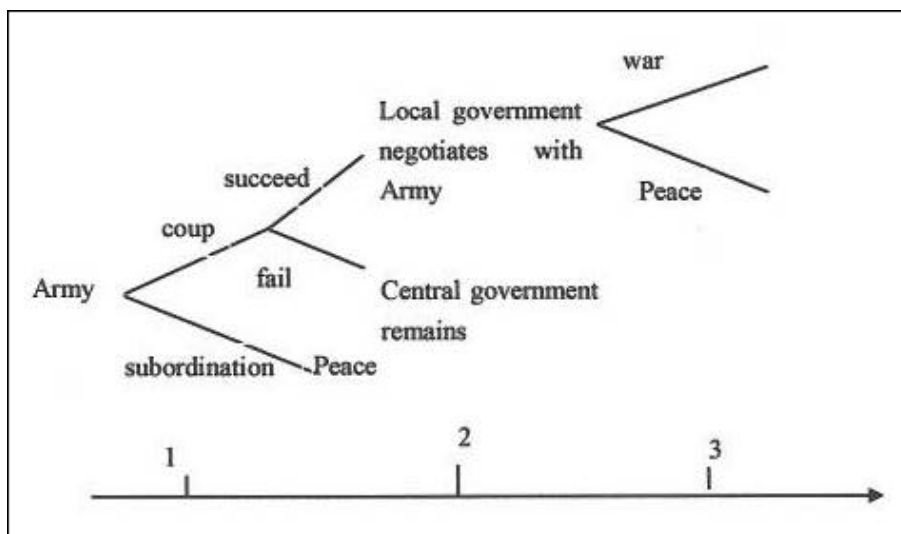 war
Local government
negotiates with
Army
succeed
Peace
coup
fail
Army
Central government
remains
subordination
Peace
1
2
3